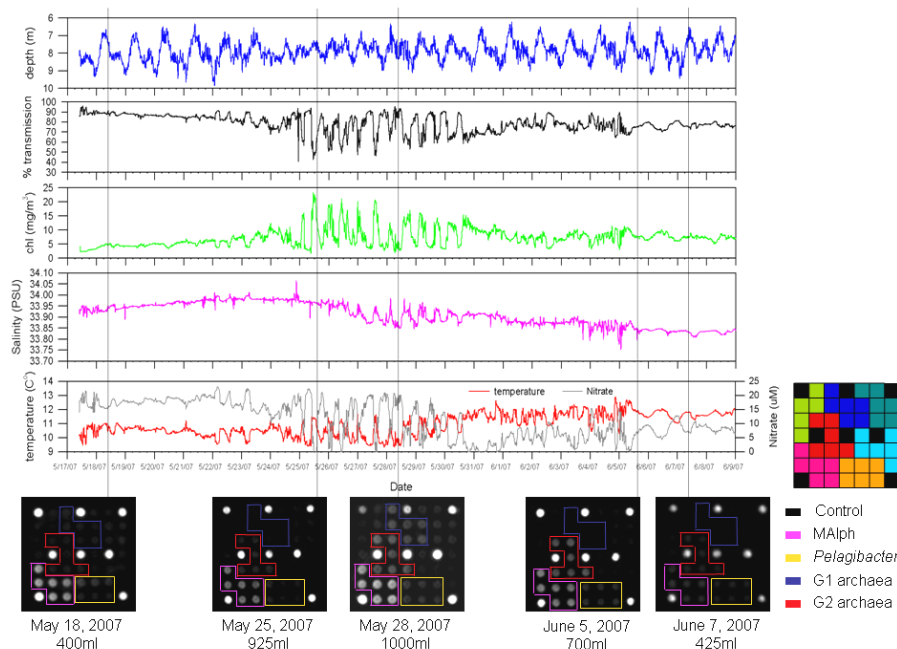 6
7
8
9
10
depth (m)
100
90
80
70
60
50
40
30
% transmission
25
20
15
10
5
0
chl (mg/m³)
34.10
34.05
34.00
33.95
33.90
33.85
33.80
33.75
33.70
Salinity (PSU)
14
13
12
11
10
9
temperature (C°)
temperature Nitrate
25
20
15
10
5
0
Nitrate (uM)
5/17/07 5/18/07 5/19/07 5/20/07 5/21/07 5/22/07 5/23/07 5/24/07 5/25/07 5/26/07 5/27/07 5/28/07 5/29/07 5/30/07 5/31/07 6/1/07 6/2/07 6/3/07 6/4/07 6/5/07 6/6/07 6/7/07 6/8/07 6/9/07
Date
Control
MAlph
Pelagibacter
G1 archaea
G2 archaea
May 18, 2007
400ml
May 25, 2007
925ml
May 28, 2007
1000ml
June 5, 2007
700ml
June 7, 2007
425ml